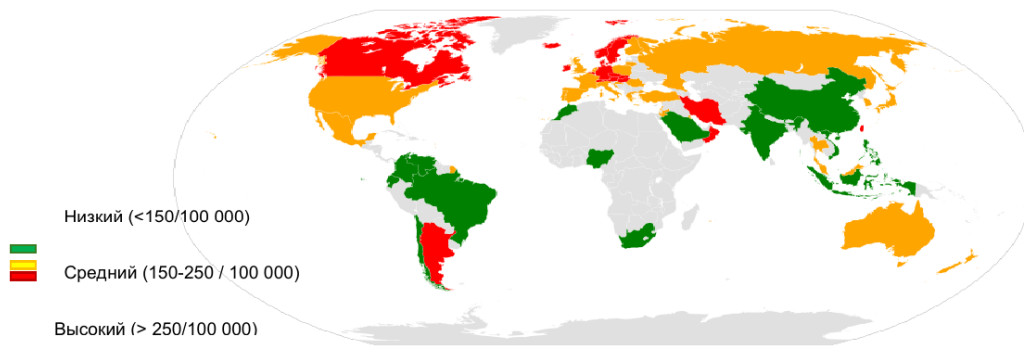 Низкий (<150/100 000)
Средний (150-250 / 100 000)
Высокий (> 250/100 000)